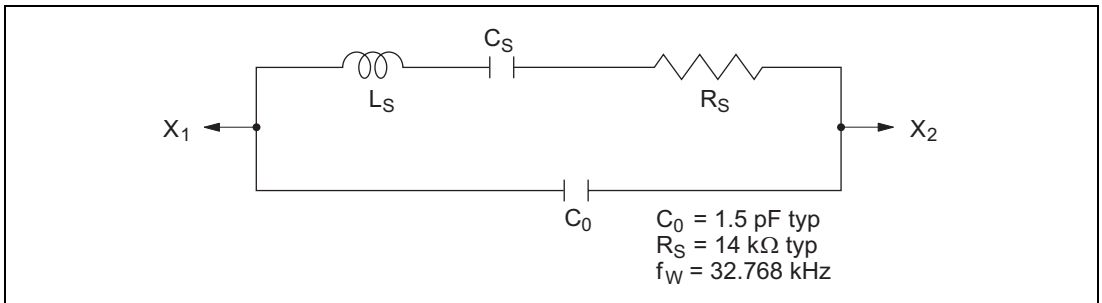 C_S
L_S
R_S
X_1
X_2
C_0
C_0 = 1.5 pF typ
R_S = 14 kΩ typ
f_W = 32.768 kHz